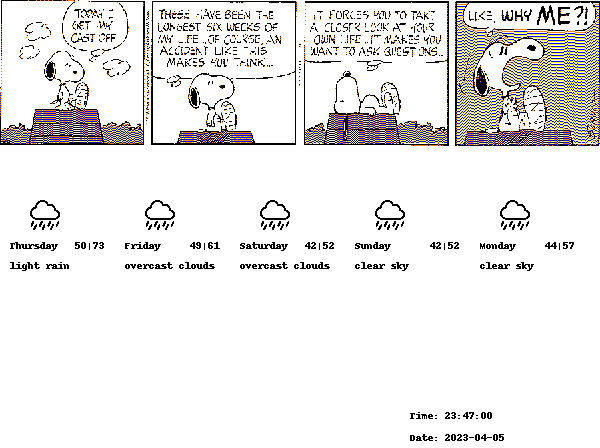 TODAY I
GET MY
CAST OFF
THESE HAVE BEEN THE
LONGEST SIX WEEKS OF
MY LIFE...OF COURSE, AN
ACCIDENT LIKE THIS
MAKES YOU THINK...
IT FORCES YOU TO TAKE
A CLOSER LOOK AT YOUR
OWN LIFE...IT MAKES YOU
WANT TO ASK QUESTIONS..
LIKE, WHY ME?!
Thursday 50|73 Friday 49|61 Saturday 42|52 Sunday 42|52 Monday 44|57
light rain overcast clouds overcast clouds clear sky clear sky
Time: 23:47:00
Date: 2023-04-05